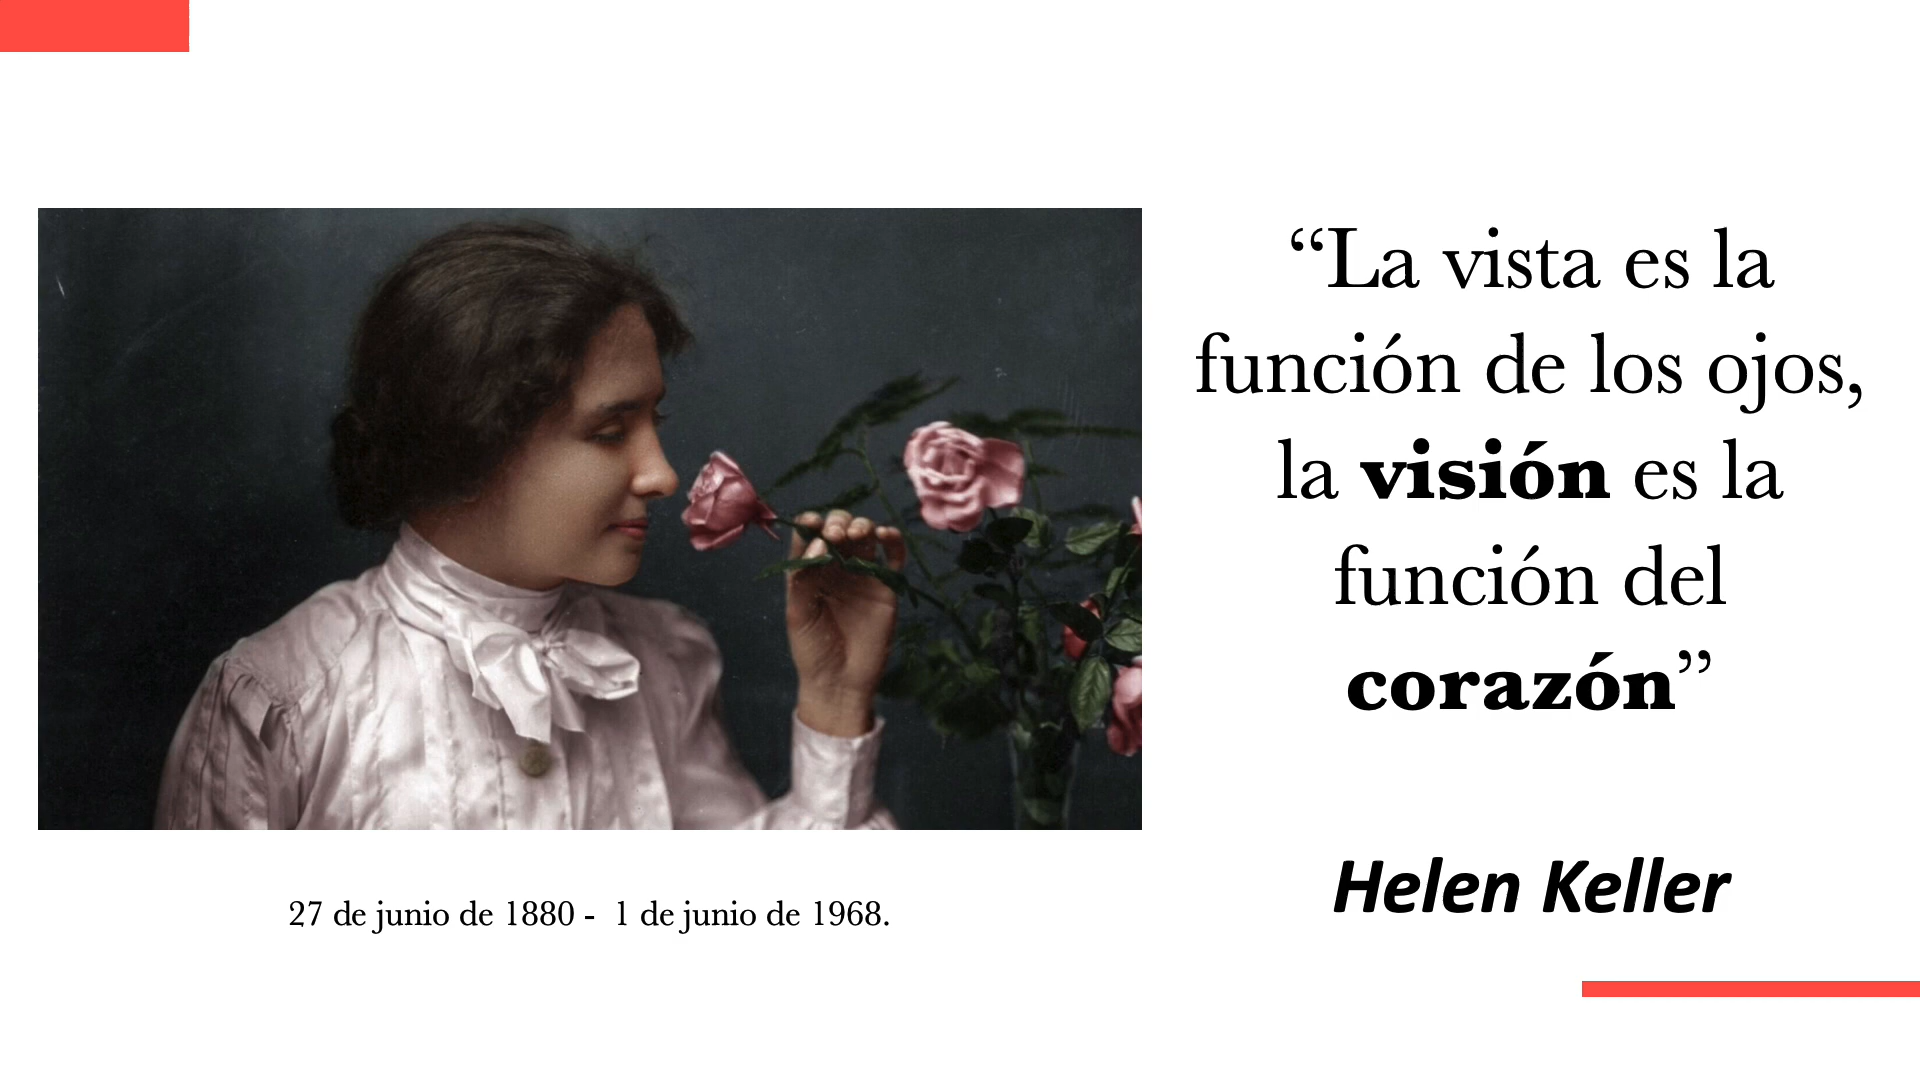 “La vista es la
función de los ojos,
la visión es la
función del
corazón”
Helen Keller
27 de junio de 1880 -  1 de junio de 1968.